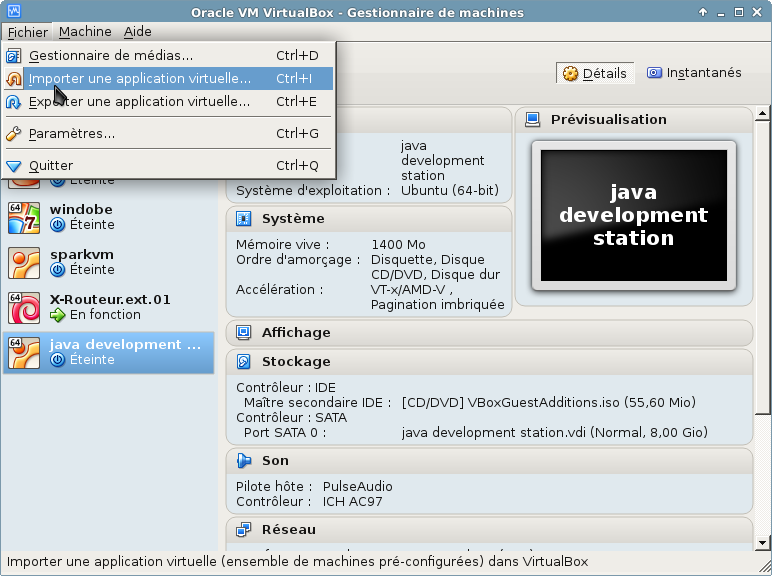 Oracle VM VirtualBox - Gestionnaire de machines
Fichier Machine Aide
Gestionnaire de médias... Ctrl+D
Importer une application virtuelle... Ctrl+I
Exporter une application virtuelle... Ctrl+E
Paramètres... Ctrl+G
Quitter Ctrl+Q
Détails Instantanés
Éteinte
64
windobe
Éteinte
64
sparkvm
Éteinte
64
X-Routeur.ext.01
En fonction
64
java development ...
Éteinte
java
development
station
Système d'exploitation : Ubuntu (64-bit)
Système
Mémoire vive : 1400 Mo
Ordre d'amorçage : Disquette, Disque
CD/DVD, Disque dur
Accélération : VT-x/AMD-V ,
Pagination imbriquée
Prévisualisation
java
development
station
Affichage
Stockage
Contrôleur : IDE
Maître secondaire IDE : [CD/DVD] VBoxGuestAdditions.iso (55,60 Mio)
Contrôleur : SATA
Port SATA 0 : java development station.vdi (Normal, 8,00 Gio)
Son
Pilote hôte : PulseAudio
Contrôleur : ICH AC97
Réseau
Importer une application virtuelle (ensemble de machines pré-configurées) dans VirtualBox